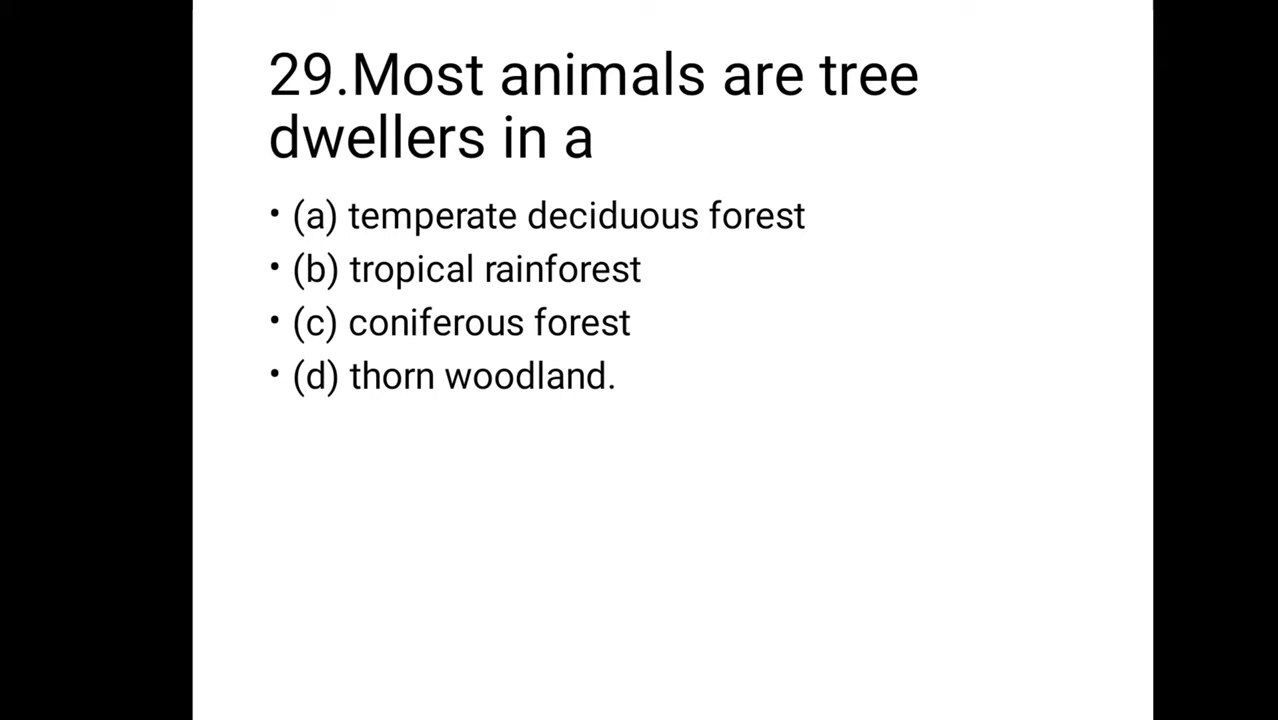 29.Most animals are tree
dwellers in a
• (a) temperate deciduous forest
• (b) tropical rainforest
• (c) coniferous forest
• (d) thorn woodland.